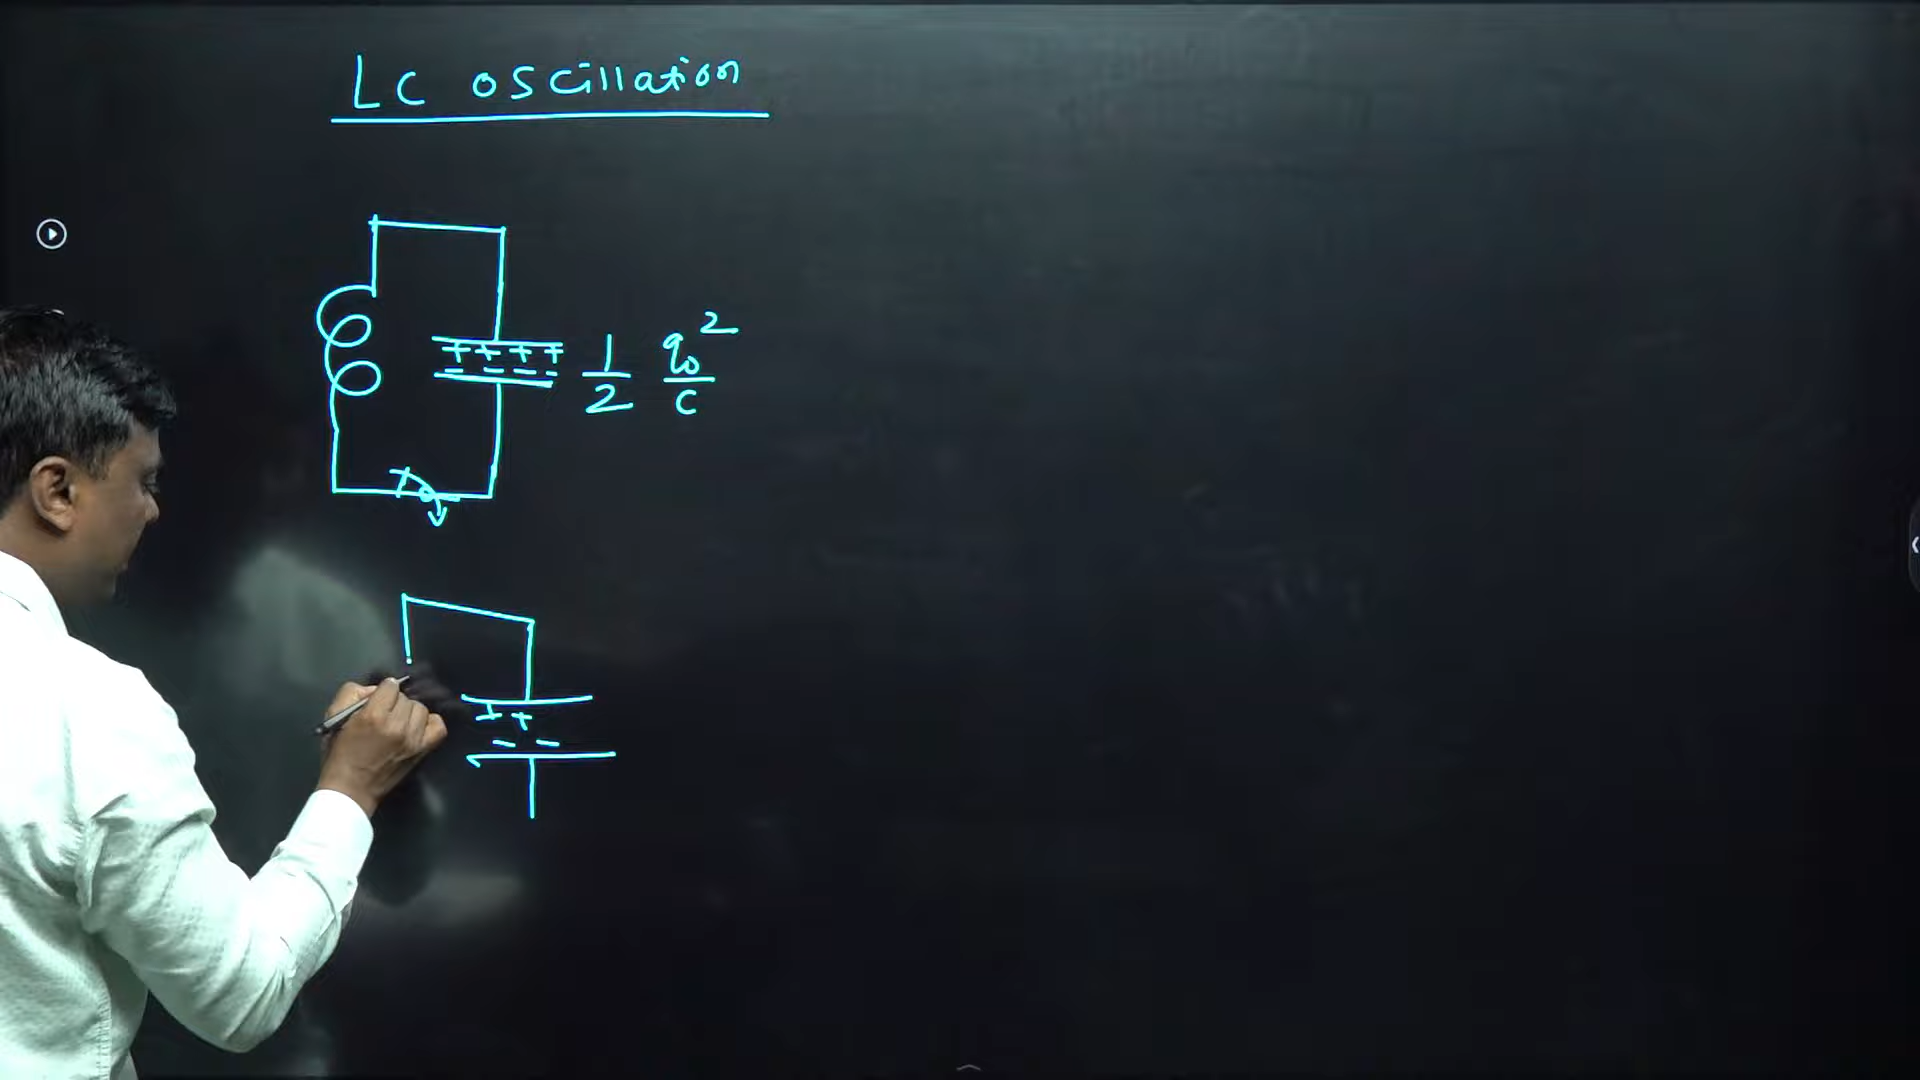 LC oscillation
+ + + +
- - - - -
1/2 q₀²/c
+ +
- -